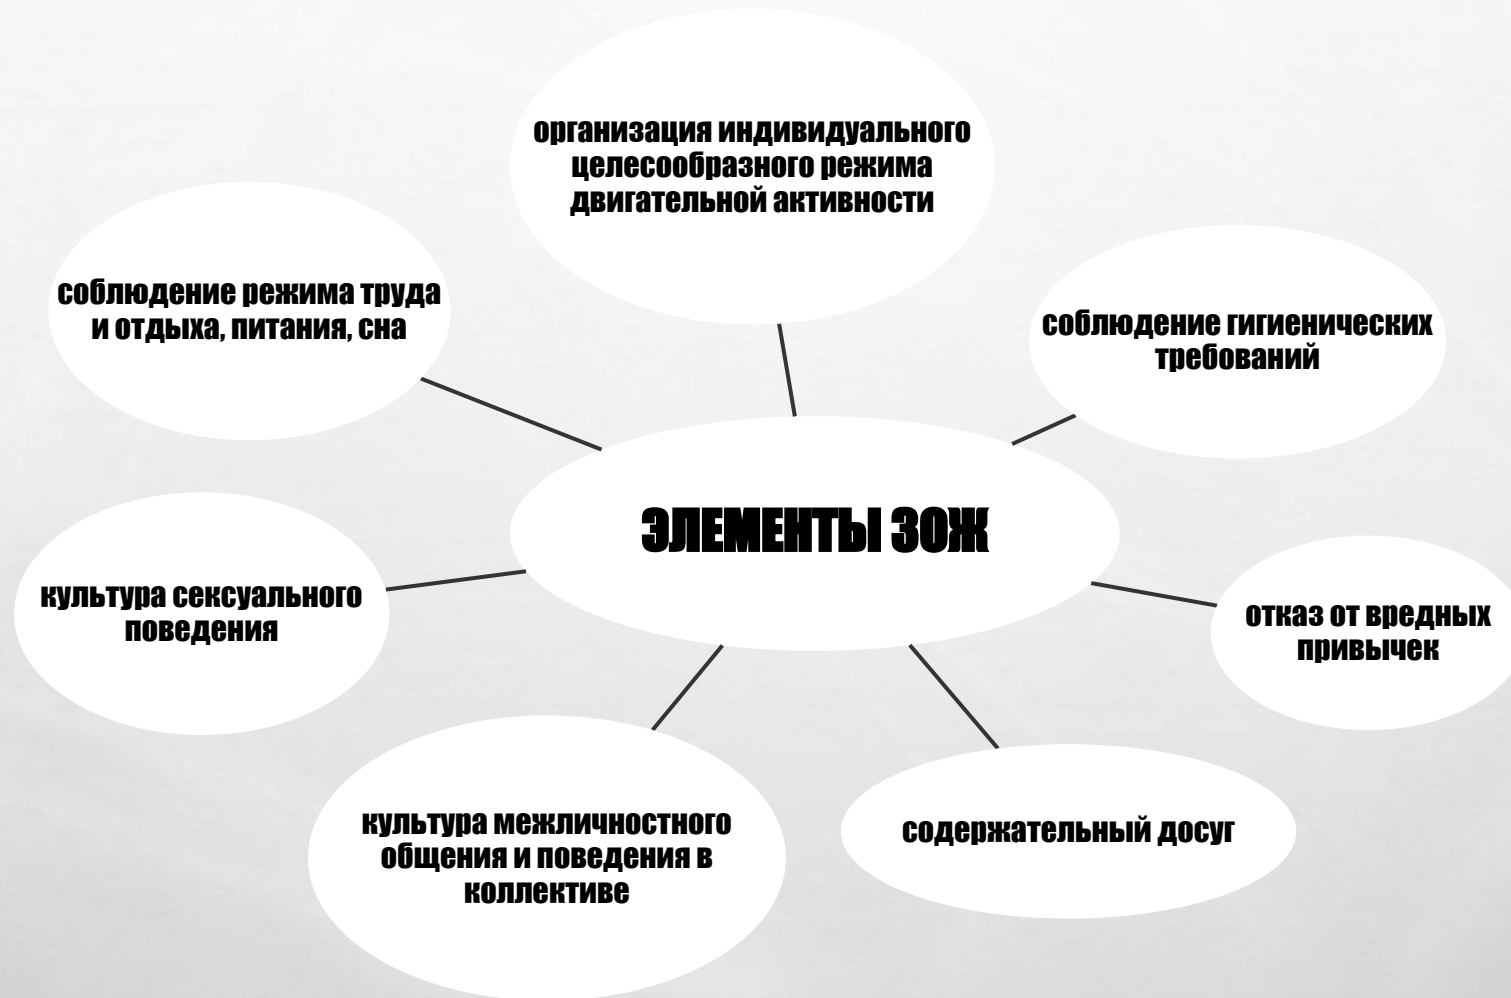 организация индивидуального
целесообразного режима
двигательной активности
соблюдение режима труда
и отдыха, питания, сна
соблюдение гигиенических
требований
ЭЛЕМЕНТЫ ЗОЖ
культура сексуального
поведения
отказ от вредных
привычек
культура межличностного
общения и поведения в
коллективе
содержательный досуг